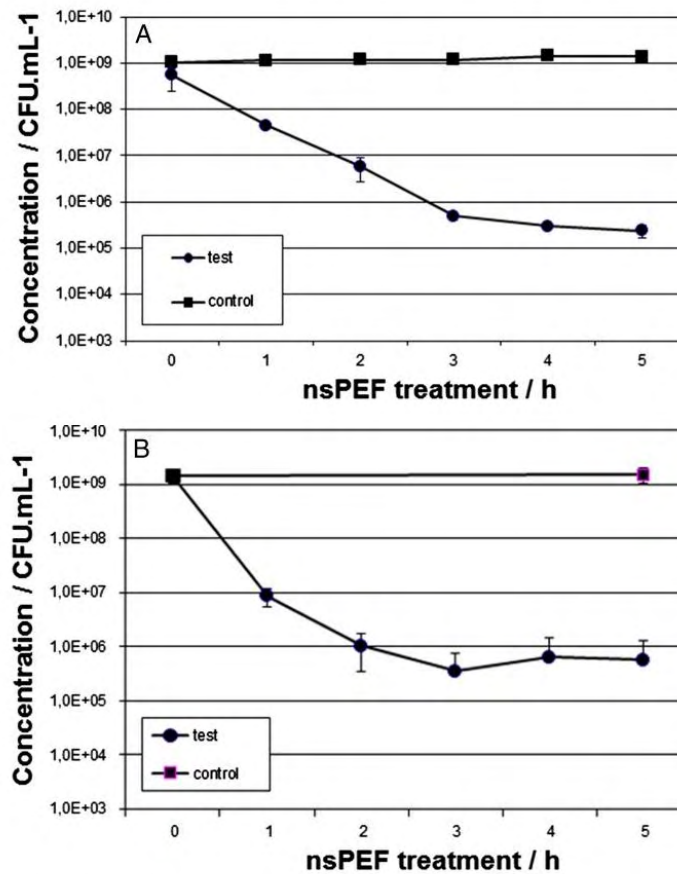 A
Concentration / CFU.mL-1
1,0E+10
1,0E+09
1,0E+08
1,0E+07
1,0E+06
1,0E+05
1,0E+04
1,0E+03
test
control
0 1 2 3 4 5
nsPEF treatment / h
B
Concentration / CFU.mL-1
1,0E+10
1,0E+09
1,0E+08
1,0E+07
1,0E+06
1,0E+05
1,0E+04
1,0E+03
test
control
0 1 2 3 4 5
nsPEF treatment / h